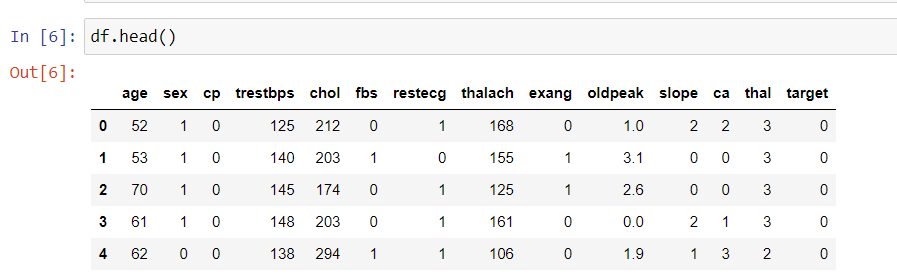 In [6]: df.head()
Out[6]:
age sex cp trestbps chol fbs restecg thalach exang oldpeak slope ca thal target
0 52 1 0 125 212 0 1 168 0 1.0 2 2 3 0
1 53 1 0 140 203 1 0 155 1 3.1 0 0 3 0
2 70 1 0 145 174 0 1 125 1 2.6 0 0 3 0
3 61 1 0 148 203 0 1 161 0 0.0 2 1 3 0
4 62 0 0 138 294 1 1 106 0 1.9 1 3 2 0